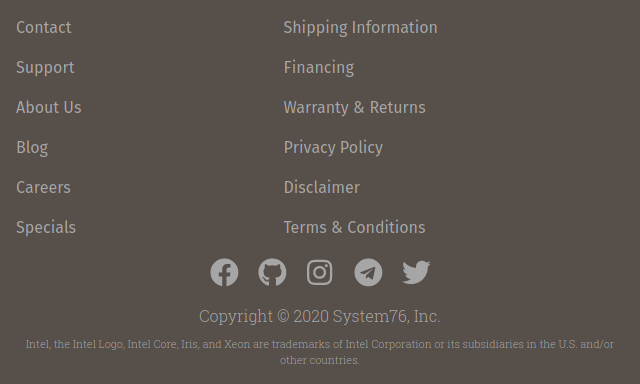 Contact
Shipping Information
Support
Financing
About Us
Warranty & Returns
Blog
Privacy Policy
Careers
Disclaimer
Specials
Terms & Conditions
Copyright © 2020 System76, Inc.
Intel, the Intel Logo, Intel Core, Iris, and Xeon are trademarks of Intel Corporation or its subsidiaries in the U.S. and/or
other countries.